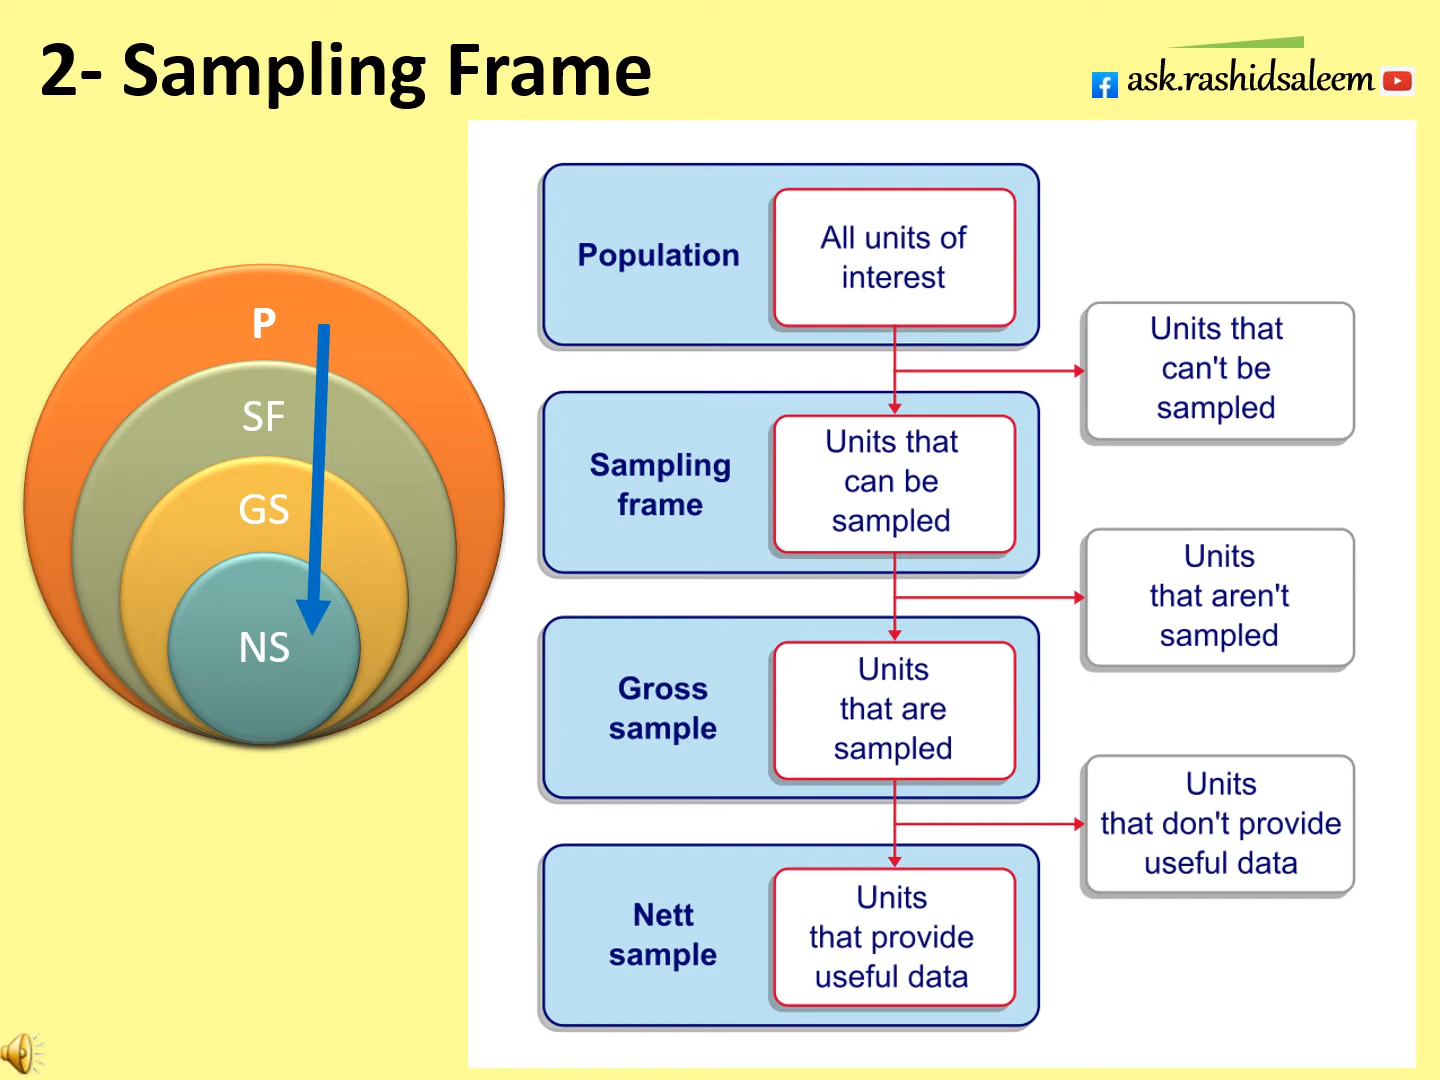 2- Sampling Frame
ask.rashidsaleem
P
SF
GS
NS
Population
All units of
interest
Units that
can't be
sampled
Sampling
frame
Units that
can be
sampled
Units
that aren't
sampled
Gross
sample
Units
that are
sampled
Units
that don't provide
useful data
Nett
sample
Units
that provide
useful data